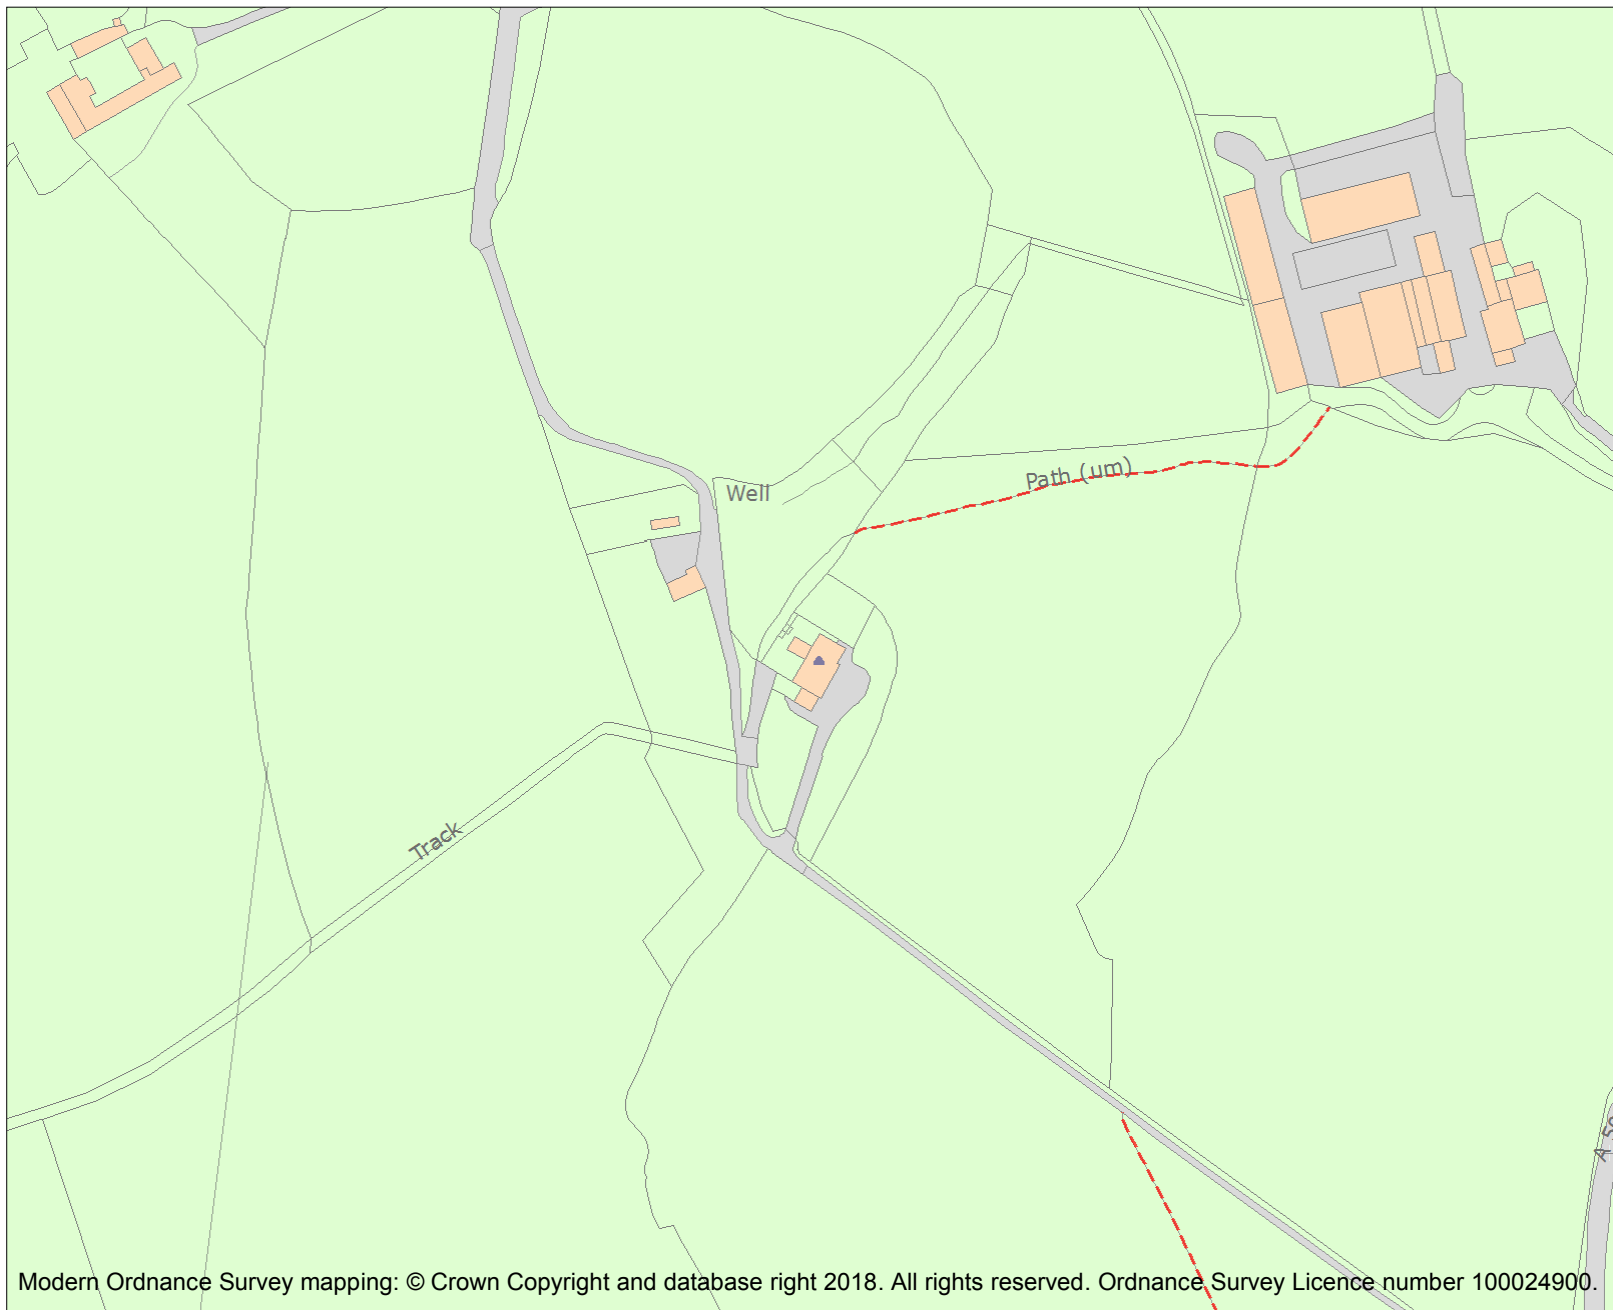 Path (um)
Well
Track
A 50
Modern Ordnance Survey mapping: © Crown Copyright and database right 2018. All rights reserved. Ordnance Survey Licence number 100024900.